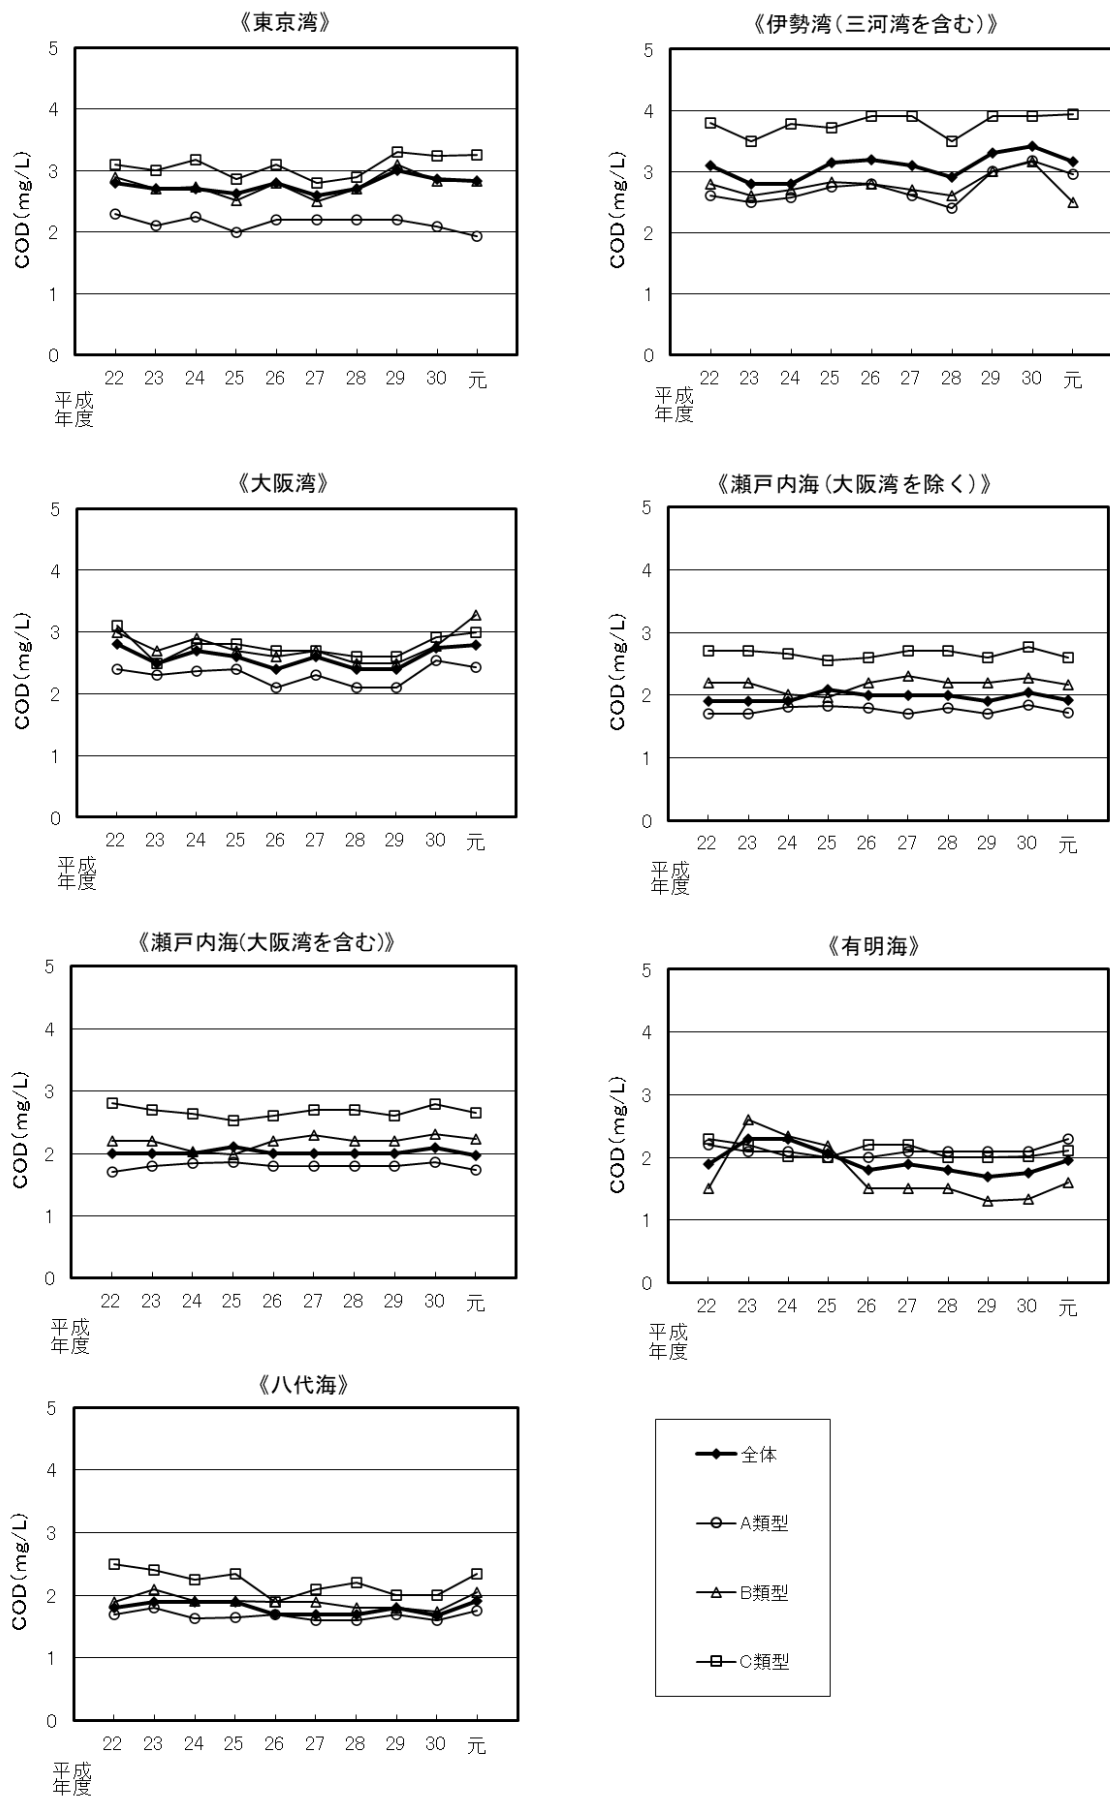 《東京湾》
5
4
3
2
1
0
COD(mg/L)
22 23 24 25 26 27 28 29 30 元
平成
年度
《伊勢湾(三河湾を含む)》
5
4
3
2
1
0
COD(mg/L)
22 23 24 25 26 27 28 29 30 元
平成
年度
《大阪湾》
5
4
3
2
1
0
COD(mg/L)
22 23 24 25 26 27 28 29 30 元
平成
年度
《瀬戸内海(大阪湾を除く)》
5
4
3
2
1
0
COD(mg/L)
22 23 24 25 26 27 28 29 30 元
平成
年度
《瀬戸内海(大阪湾を含む)》
5
4
3
2
1
0
COD(mg/L)
22 23 24 25 26 27 28 29 30 元
平成
年度
《有明海》
5
4
3
2
1
0
COD(mg/L)
22 23 24 25 26 27 28 29 30 元
平成
年度
《八代海》
5
4
3
2
1
0
COD(mg/L)
22 23 24 25 26 27 28 29 30 元
平成
年度
全体
A類型
B類型
C類型